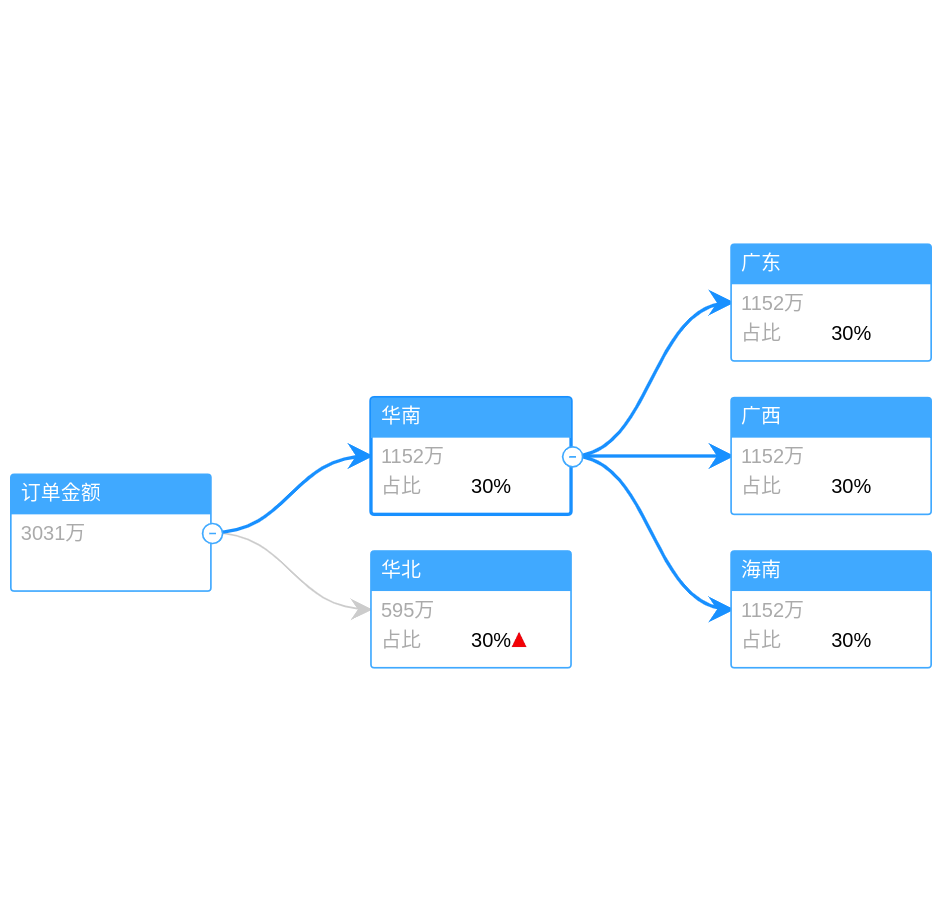 订单金额
3031万
华南
1152万
占比 30%
华北
595万
占比 30%
广东
1152万
占比 30%
广西
1152万
占比 30%
海南
1152万
占比 30%